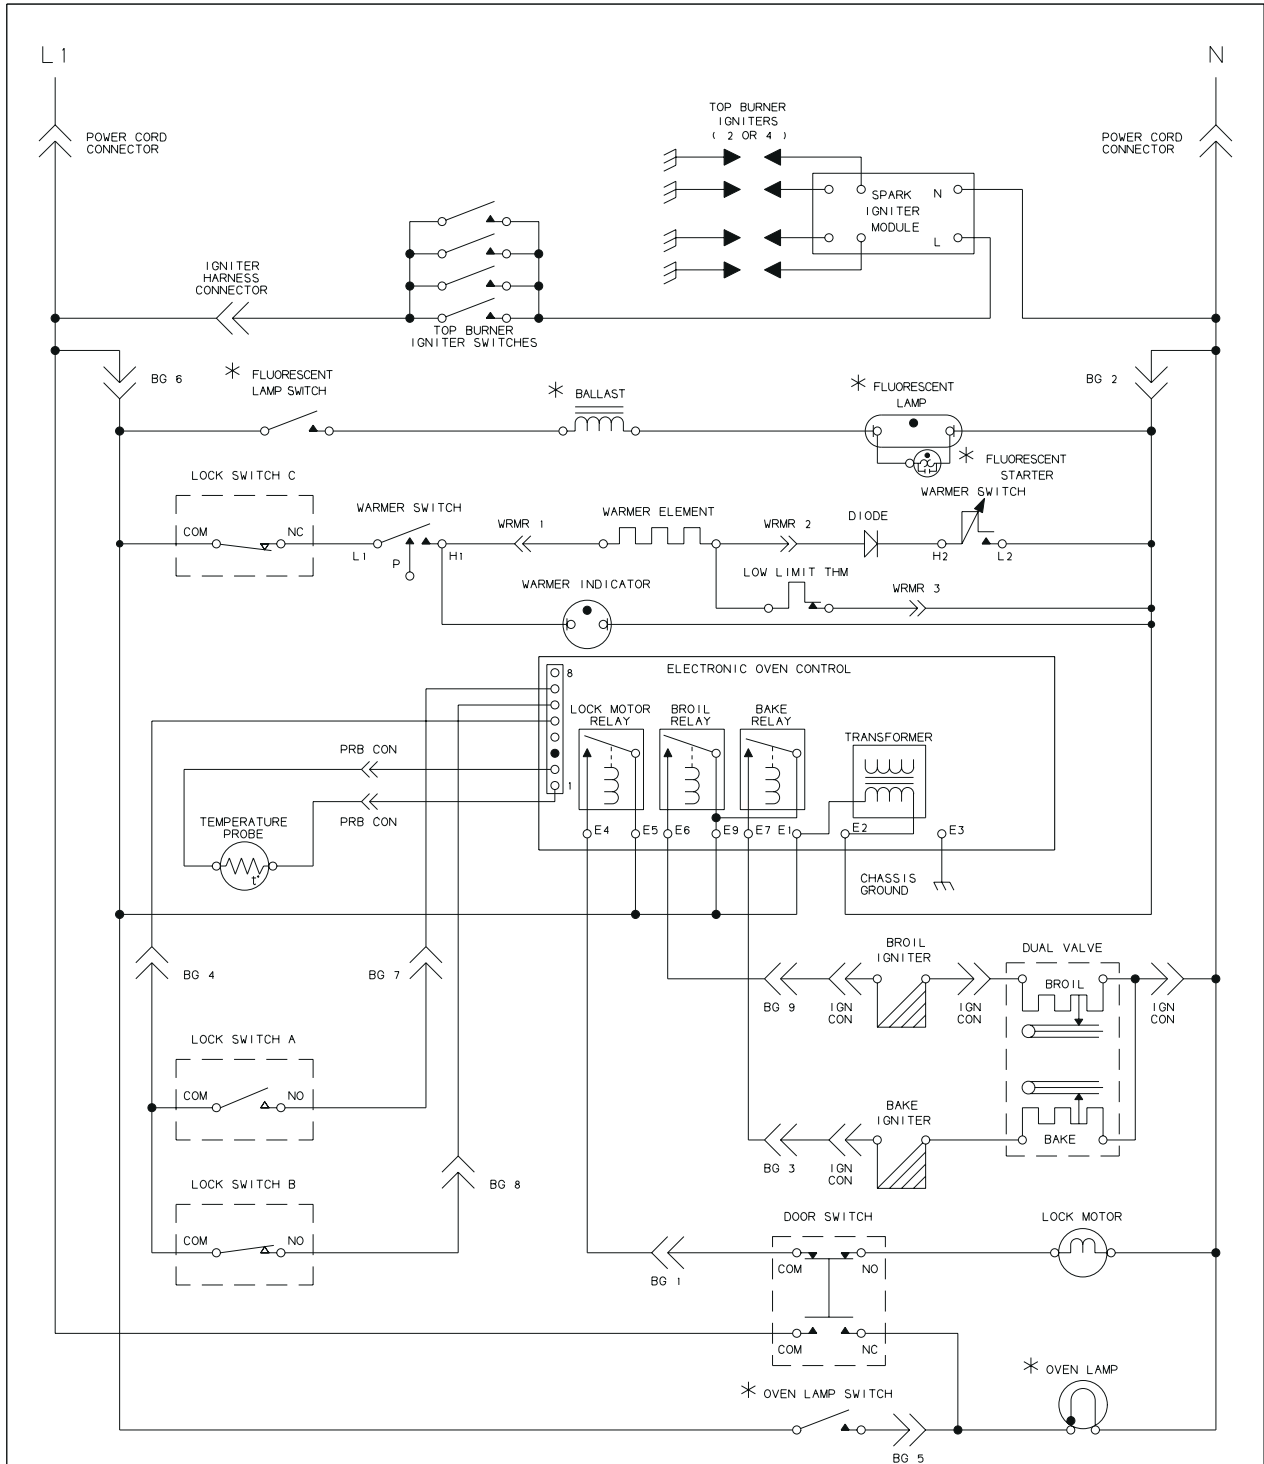 L1
N
POWER CORD
CONNECTOR
TOP BURNER
IGNITERS
( 2 OR 4 )
POWER CORD
CONNECTOR
SPARK
IGNITER
MODULE
N
L
IGNITER
HARNESS
CONNECTOR
TOP BURNER
IGNITER SWITCHES
BG 6
* FLUORESCENT
LAMP SWITCH
* BALLAST
* FLUORESCENT
LAMP
BG 2
* FLUORESCENT
STARTER
LOCK SWITCH C
COM
NC
WARMER SWITCH
L1
P
H1
WRMR 1
WARMER ELEMENT
WRMR 2
DIODE
WARMER SWITCH
H2
L2
LOW LIMIT THM
WRMR 3
WARMER INDICATOR
ELECTRONIC OVEN CONTROL
8
1
LOCK MOTOR
RELAY
BROIL
RELAY
BAKE
RELAY
TRANSFORMER
PRB CON
PRB CON
TEMPERATURE
PROBE
t°
E4
E5
E6
E9
E7
E1
E2
E3
CHASSIS
GROUND
BG 4
BG 7
BG 9
IGN
CON
BROIL
IGNITER
IGN
CON
DUAL VALVE
BROIL
IGN
CON
LOCK SWITCH A
COM
NO
BAKE
IGNITER
BAKE
BG 3
IGN
CON
LOCK SWITCH B
COM
NO
BG 8
DOOR SWITCH
LOCK MOTOR
BG 1
COM
NO
COM
NC
* OVEN LAMP SWITCH
* OVEN LAMP
BG 5